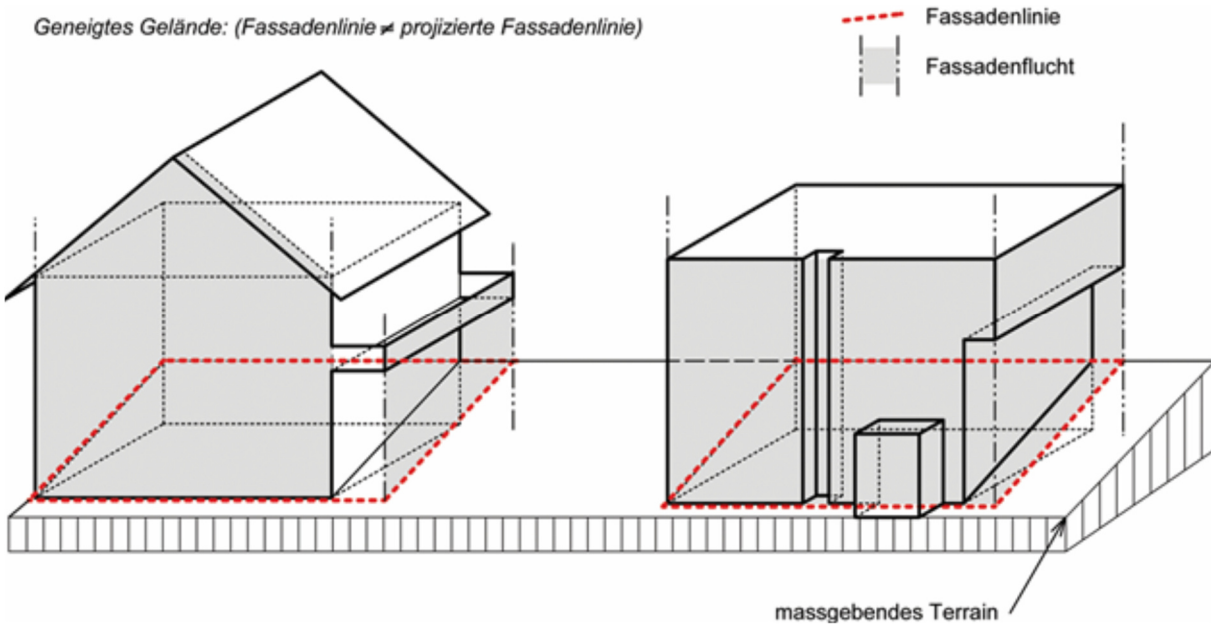 Geneigtes Gelände: (Fassadenlinie ≠ projizierte Fassadenlinie)
Fassadenlinie
Fassadenflucht
massgebendes Terrain